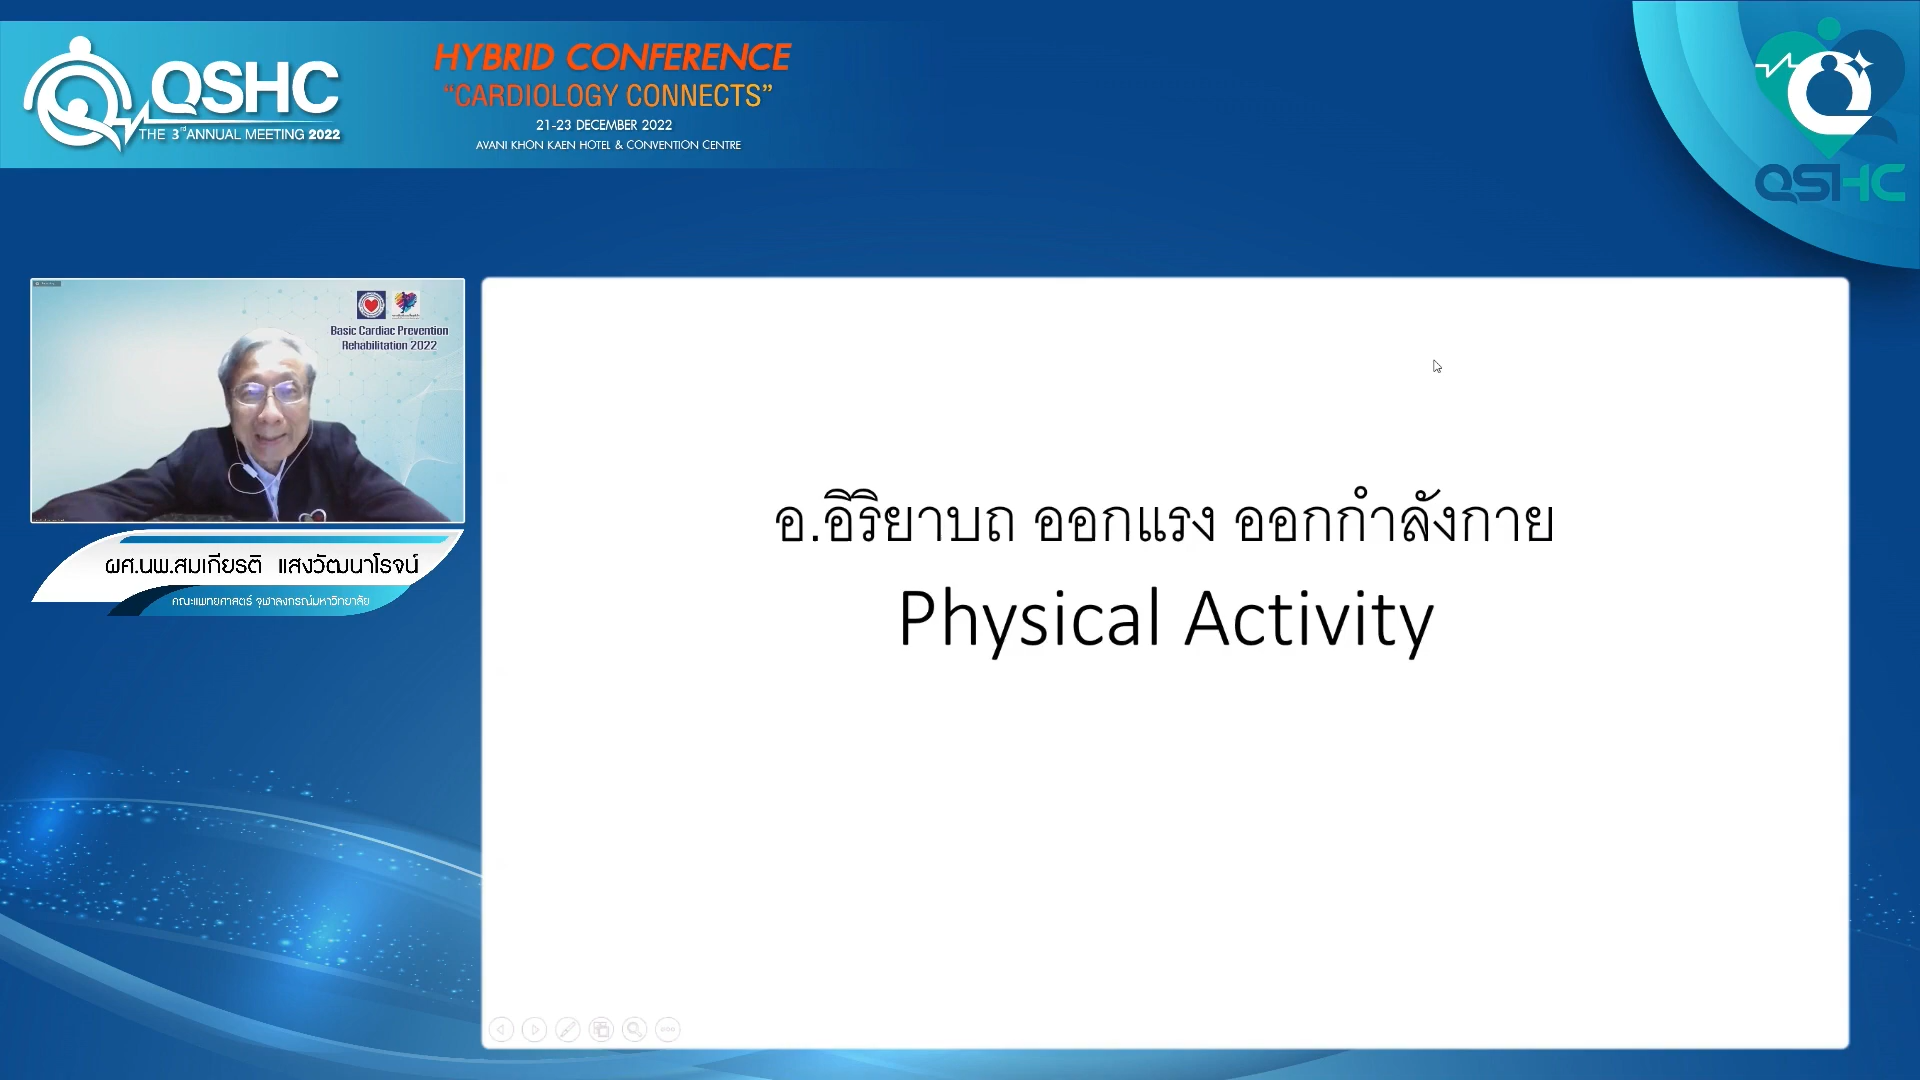 QSHC
THE 3rd ANNUAL MEETING 2022
HYBRID CONFERENCE
“CARDIOLOGY CONNECTS”
21-23 DECEMBER 2022
AVANI KHON KAEN HOTEL & CONVENTION CENTRE
QSHC
Basic Cardiac Prevention
Rehabilitation 2022
ผศ.นพ.สมเกียรติ แสงวัฒนาโรจน์
คณะแพทยศาสตร์ จุฬาลงกรณ์มหาวิทยาลัย
อ.อิริยาบถ ออกแรง ออกกำลังกาย
Physical Activity